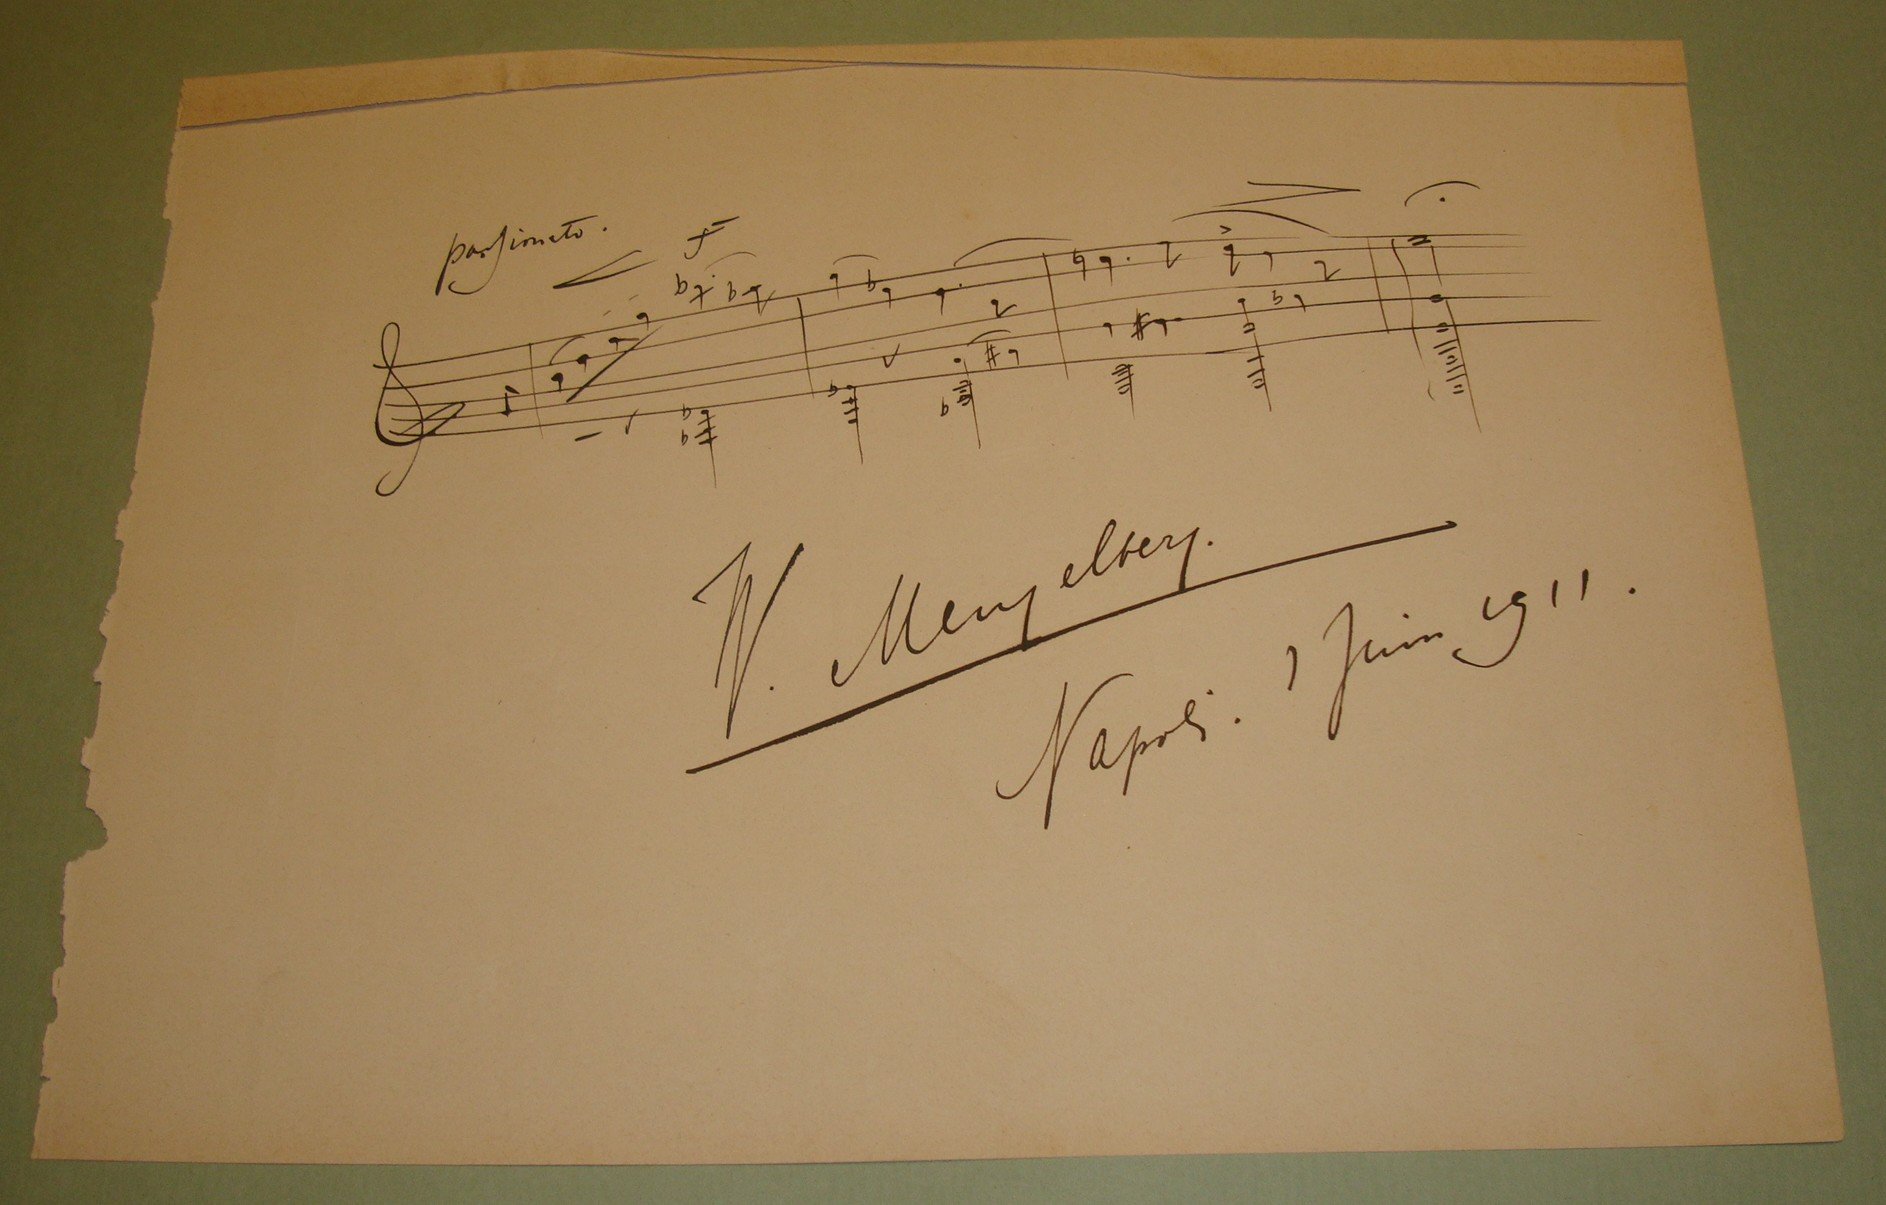 passionato.
f
W. Mengelberg.
Napoli. 1 Juin 1911.